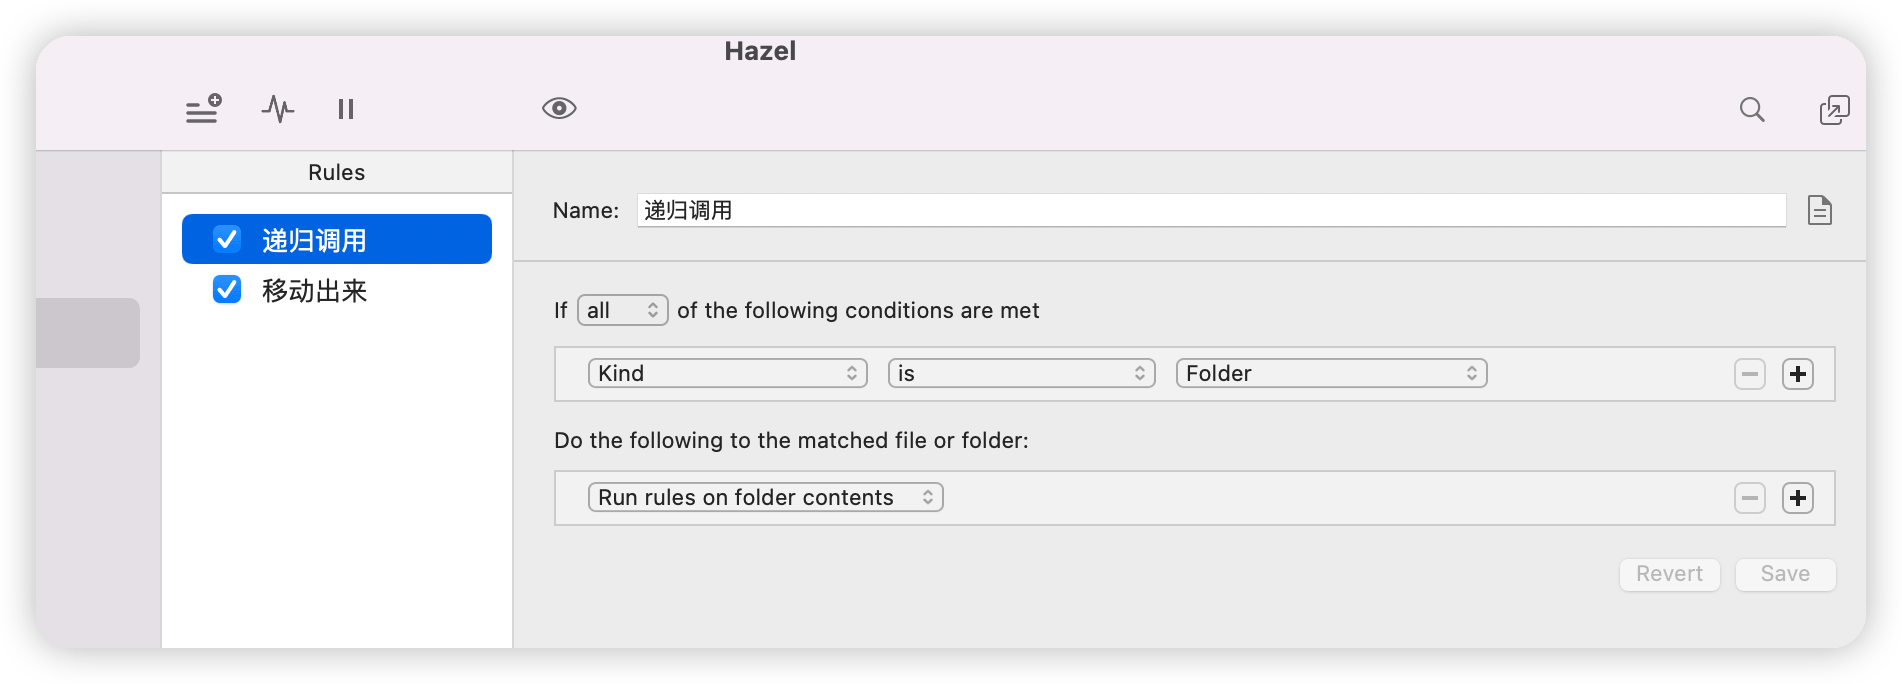 Hazel
Rules
递归调用
移动出来
Name: 递归调用
If all of the following conditions are met
Kind is Folder
Do the following to the matched file or folder:
Run rules on folder contents
Revert Save